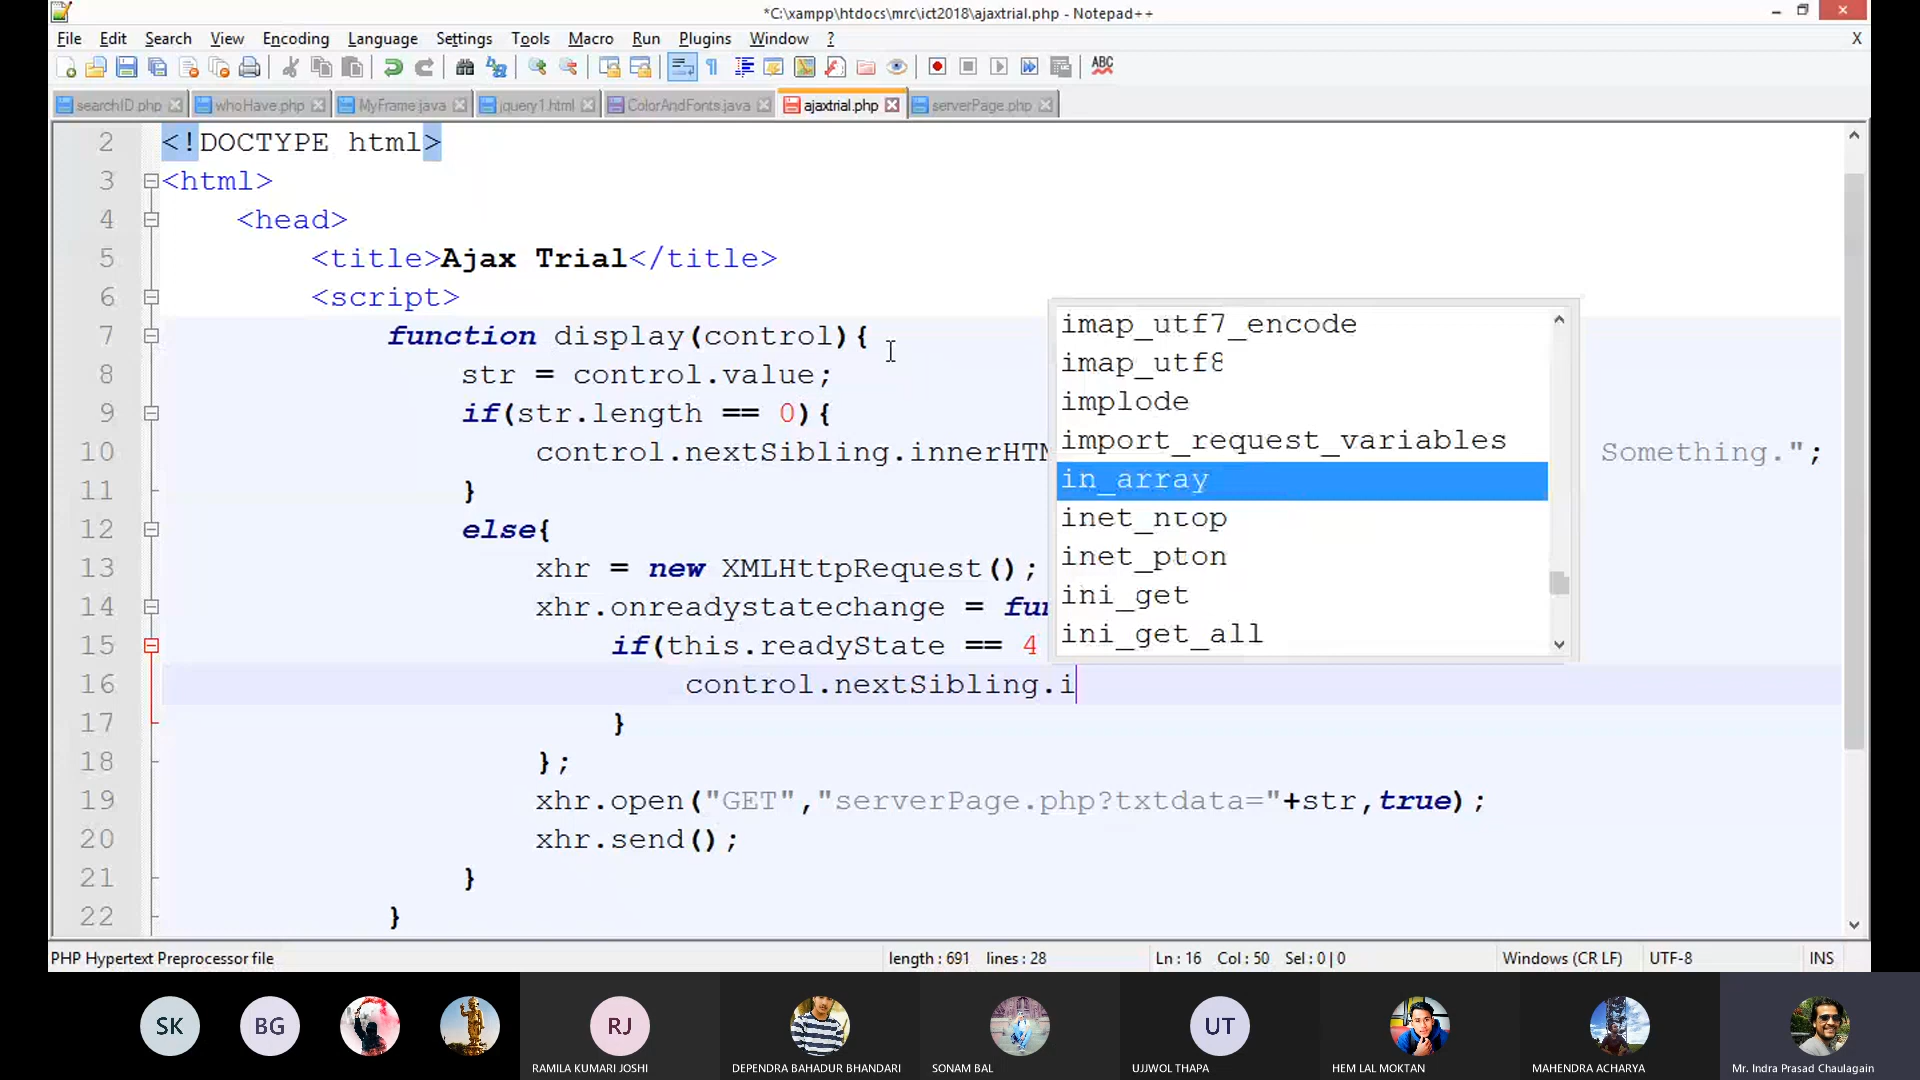 *C:\xampp\htdocs\mrc\ict2018\ajaxtrial.php - Notepad++
File Edit Search View Encoding Language Settings Tools Macro Run Plugins Window ? X
ABC
searchID.php whoHave.php MyFrame.java jquery1.html ColorAndFonts.java ajaxtrial.php serverPage.php
2 <!DOCTYPE html>
3 <html>
4 <head>
5 <title>Ajax Trial</title>
6 <script>
7 function display(control){
8 str = control.value;
9 if(str.length == 0){
10 control.nextSibling.innerHTM Something.";
11 }
12 else{
13 xhr = new XMLHttpRequest();
14 xhr.onreadystatechange = fu
15 if(this.readyState == 4
16 control.nextSibling.i
17 }
18 };
19 xhr.open("GET","serverPage.php?txtdata="+str,true);
20 xhr.send();
21 }
22 }
imap_utf7_encode
imap_utf8
implode
import_request_variables
in_array
inet_ntop
inet_pton
ini_get
ini_get_all
PHP Hypertext Preprocessor file length : 691 lines : 28 Ln : 16 Col : 50 Sel : 0 | 0 Windows (CR LF) UTF-8 INS
SK BG RJ UT
RAMILA KUMARI JOSHI DEPENDRA BAHADUR BHANDARI SONAM BAL UJJWOL THAPA HEM LAL MOKTAN MAHENDRA ACHARYA Mr. Indra Prasad Chaulagain